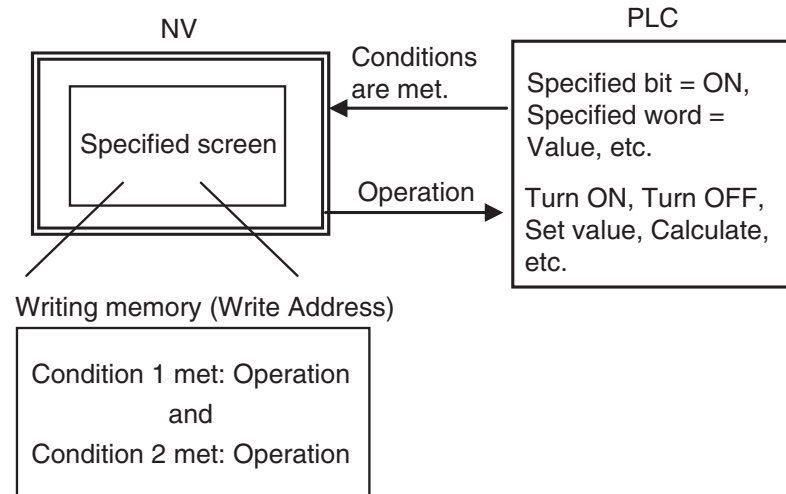 NV
PLC
Conditions
are met.
Specified bit = ON,
Specified word =
Value, etc.
Specified screen
Operation
Turn ON, Turn OFF,
Set value, Calculate,
etc.
Writing memory (Write Address)
Condition 1 met: Operation
and
Condition 2 met: Operation